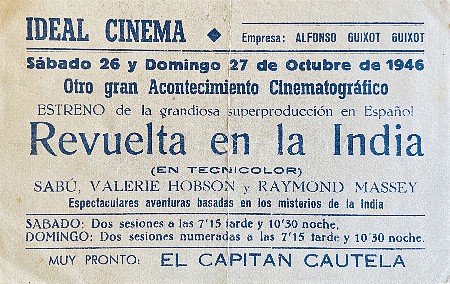 IDEAL CINEMA ◆ Empresa: ALFONSO GUIXOT GUIXOT
Sábado 26 y Domingo 27 de Octubre de 1946
Otro gran Acontecimiento Cinematográfico
ESTRENO de la grandiosa superproducción en Español
Revuelta en la India
(EN TECNICOLOR)
SABÚ, VALERIE HOBSON y RAYMOND MASSEY
Espectaculares aventuras basadas en los misterios de la India
SABADO: Dos sesiones a las 7'15 tarde y 10'30 noche,
DOMINGO: Dos sesiones numeradas a las 7'15 tarde y 10'30 noche.
MUY PRONTO: EL CAPITAN CAUTELA